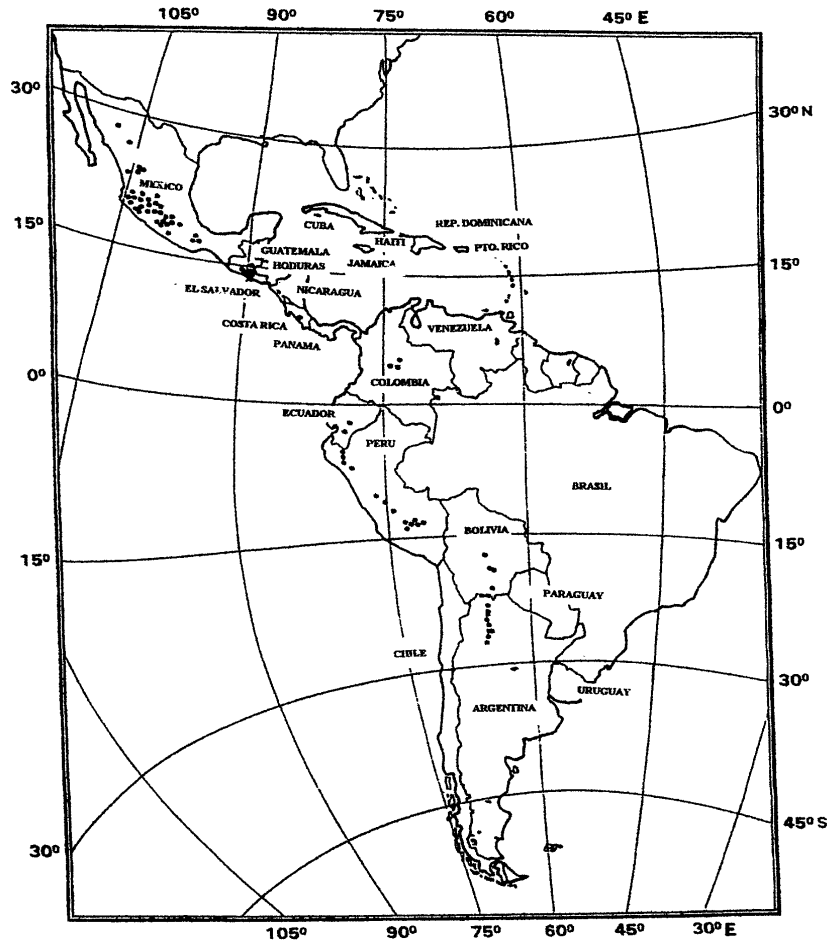 105º 90º 75º 60º 45º E
30º
30º N
MEXICO
15º
CUBA
REP. DOMINICANA
HAITI
PTO. RICO
GUATEMALA
JAMAICA
HODURAS
15º
EL SALVADOR
NICARAGUA
COSTA RICA
VENEZUELA
PANAMA
0º
COLOMBIA
0º
ECUADOR
PERU
BRASIL
BOLIVIA
15º
15º
PARAGUAY
CHILE
30º
URUGUAY
ARGENTINA
45º S
30º
105º 90º 75º 60º 45º 30º E